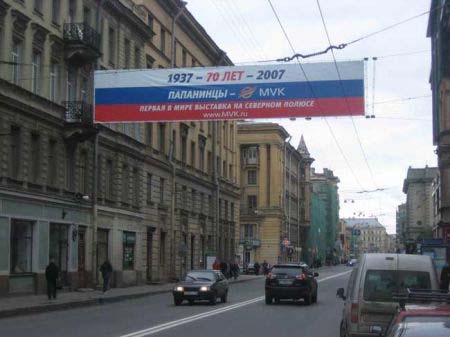 1937 – 70 ЛЕТ – 2007
ПАПАНИНЦЫ – MVK
ПЕРВАЯ В МИРЕ ВЫСТАВКА НА СЕВЕРНОМ ПОЛЮСЕ
www.MVK.ru